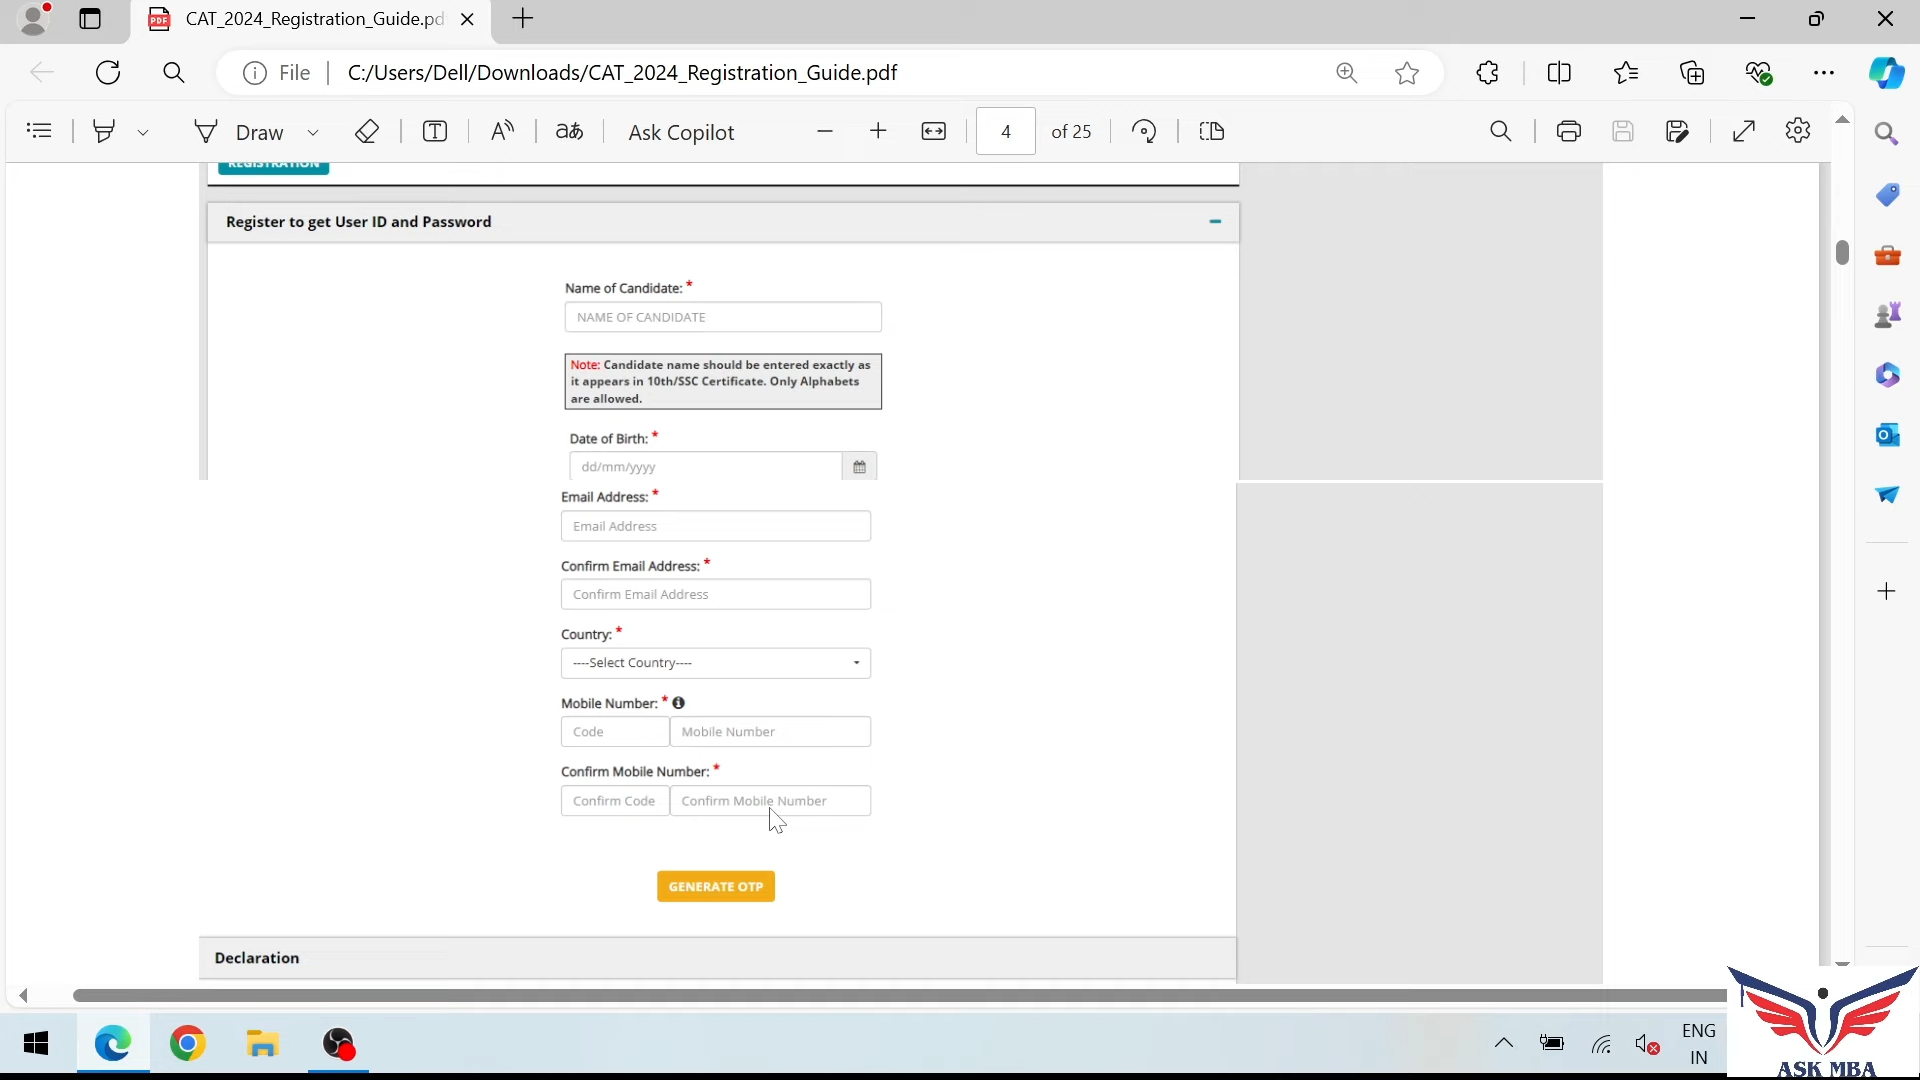 CAT_2024_Registration_Guide.pd
File
C:/Users/Dell/Downloads/CAT_2024_Registration_Guide.pdf
Draw
aあ
Ask Copilot
4 of 25
REGISTRATION
Register to get User ID and Password
Name of Candidate: *
NAME OF CANDIDATE
Note: Candidate name should be entered exactly as
it appears in 10th/SSC Certificate. Only Alphabets
are allowed.
Date of Birth: *
dd/mm/yyyy
Email Address: *
Email Address
Confirm Email Address: *
Confirm Email Address
Country: *
----Select Country----
Mobile Number: *
Code Mobile Number
Confirm Mobile Number: *
Confirm Code Confirm Mobile Number
GENERATE OTP
Declaration
ENG
IN
ASK MBA